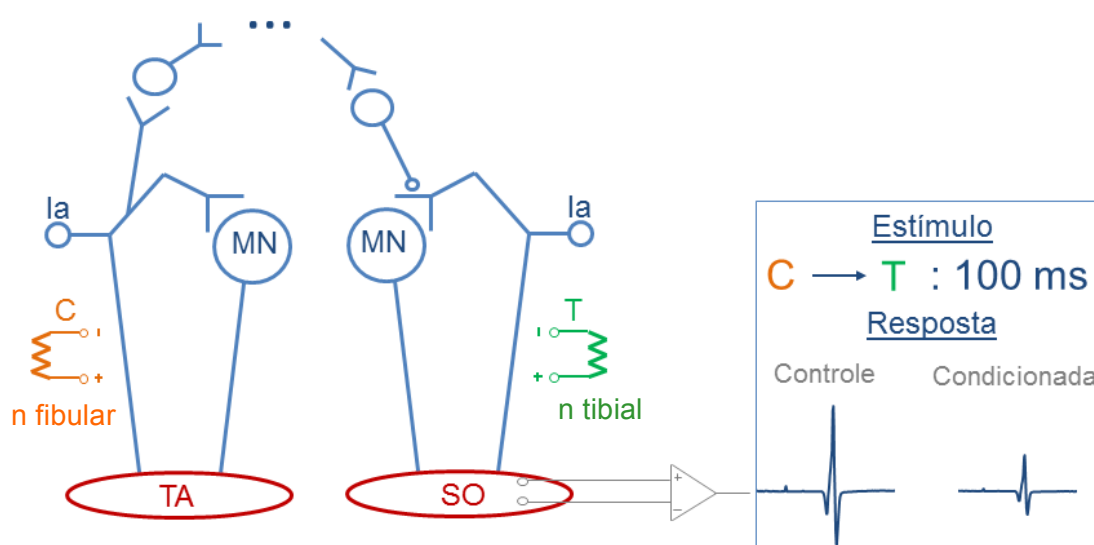 ...
Ia
MN
MN
Ia
C
-
+
n fibular
T
-
+
n tibial
TA
SO
+
-
Estímulo
C → T : 100 ms
Resposta
Controle
Condicionada